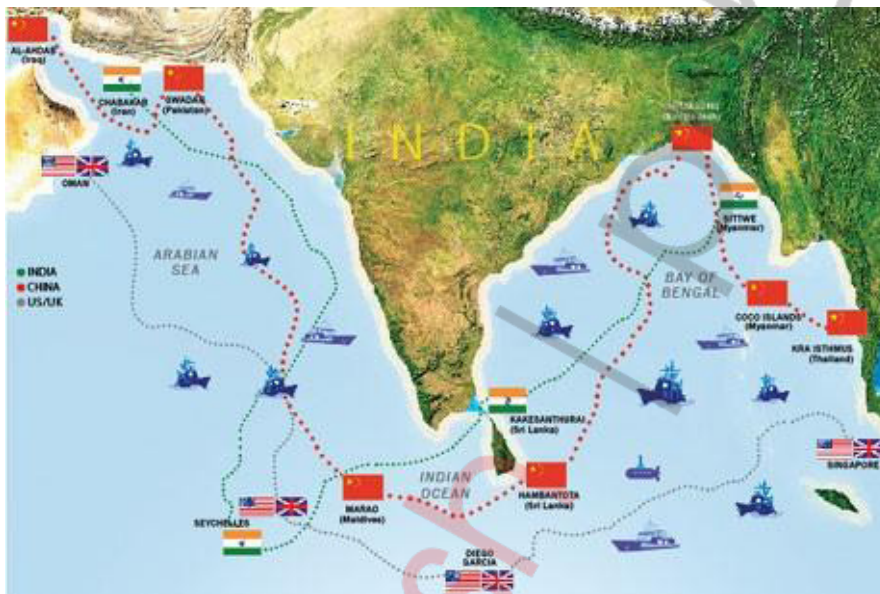 AL-AHDAB
(Iraq)
CHABAHAR
(Iran)
GWADAR
(Pakistan)
INDIA
OMAN
SITTWE
(Myanmar)
ARABIAN
SEA
INDIA
CHINA
US/UK
BAY OF
BENGAL
COCO ISLANDS
(Myanmar)
KRA ISTHMUS
(Thailand)
KAKESANTHURAI
(Sri Lanka)
SINGAPORE
INDIAN
OCEAN
MARAO
(Maldives)
HAMBANTOTA
(Sri Lanka)
SEYCHELLES
DIEGO
GARCIA